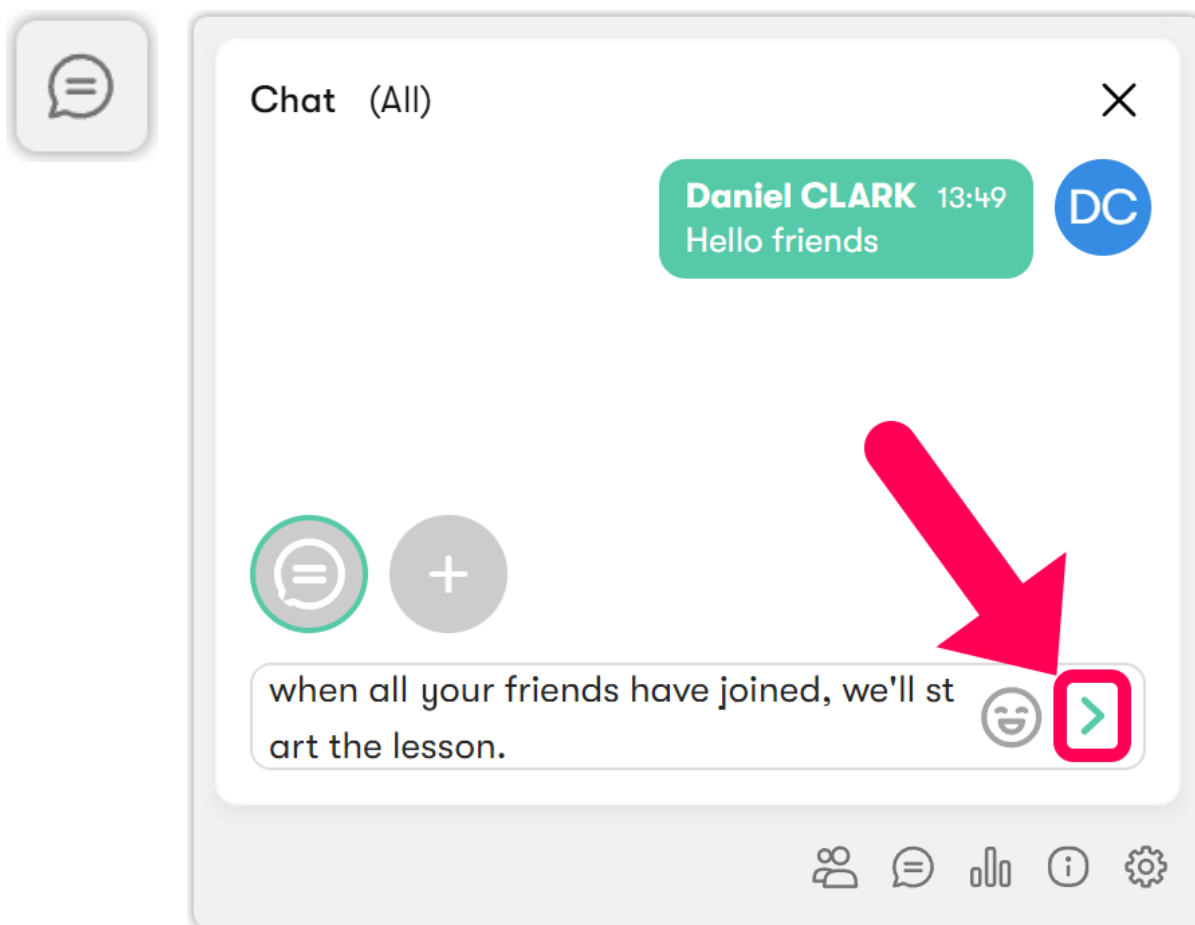 Chat (All)
Daniel CLARK 13:49
Hello friends
DC
when all your friends have joined, we'll st
art the lesson.